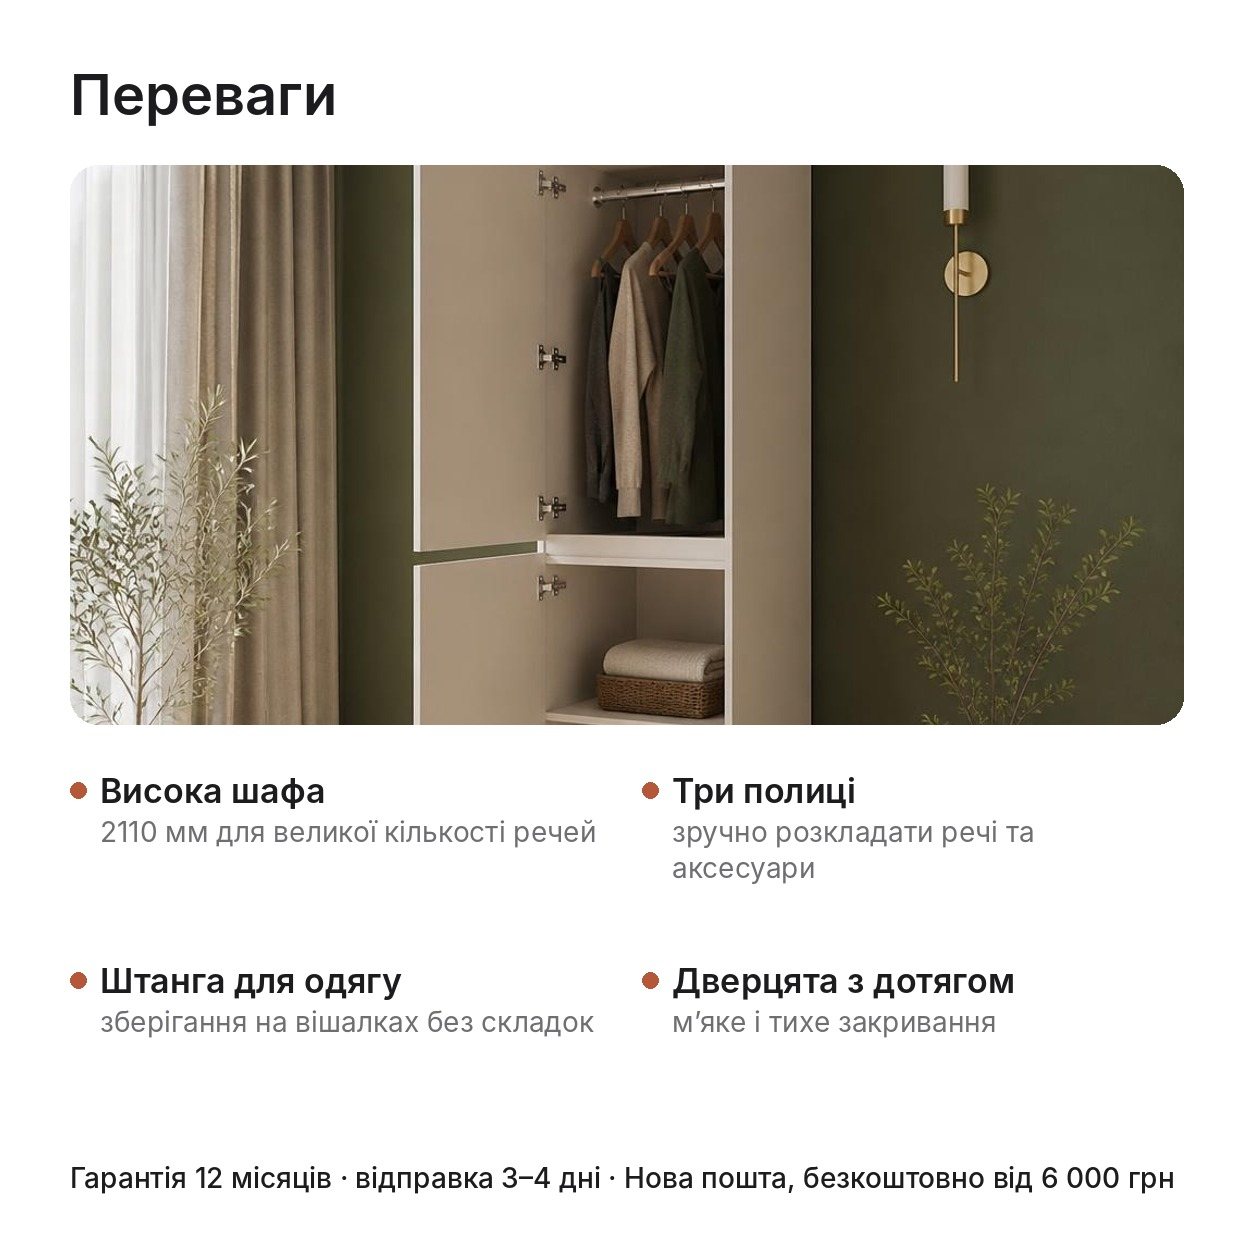 Переваги
Висока шафа
2110 мм для великої кількості речей
Три полиці
зручно розкладати речі та
аксесуари
Штанга для одягу
зберігання на вішалках без складок
Дверцята з дотягом
м’яке і тихе закривання
Гарантія 12 місяців · відправка 3–4 дні · Нова пошта, безкоштовно від 6 000 грн